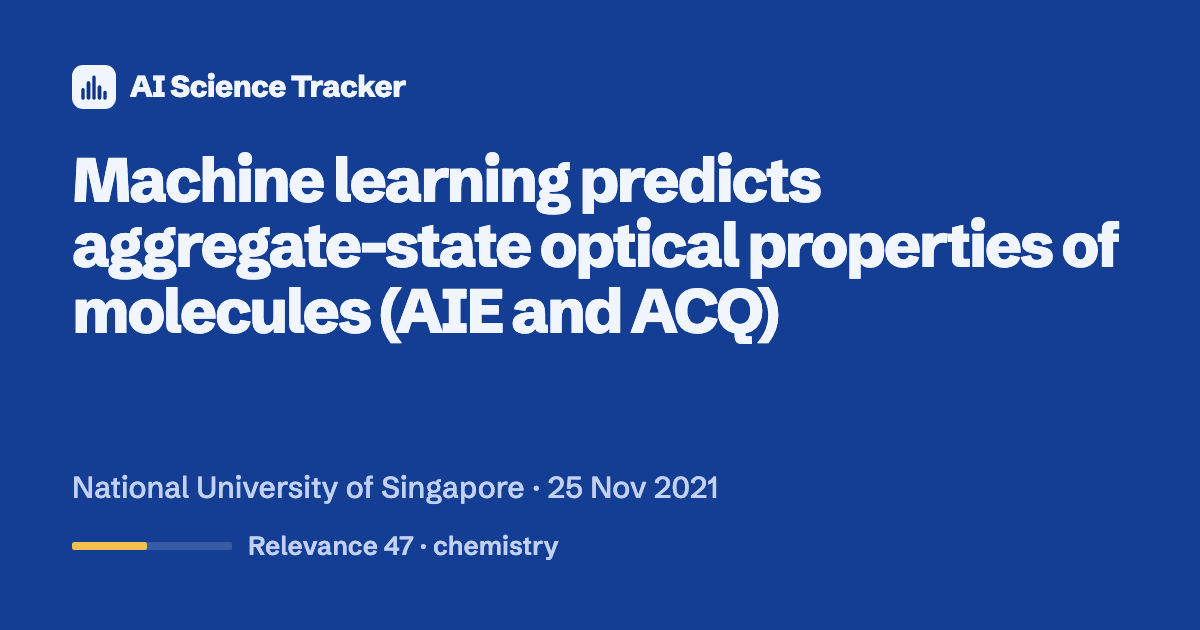 AI Science Tracker
Machine learning predicts
aggregate-state optical properties of
molecules (AIE and ACQ)
National University of Singapore · 25 Nov 2021
Relevance 47 · chemistry